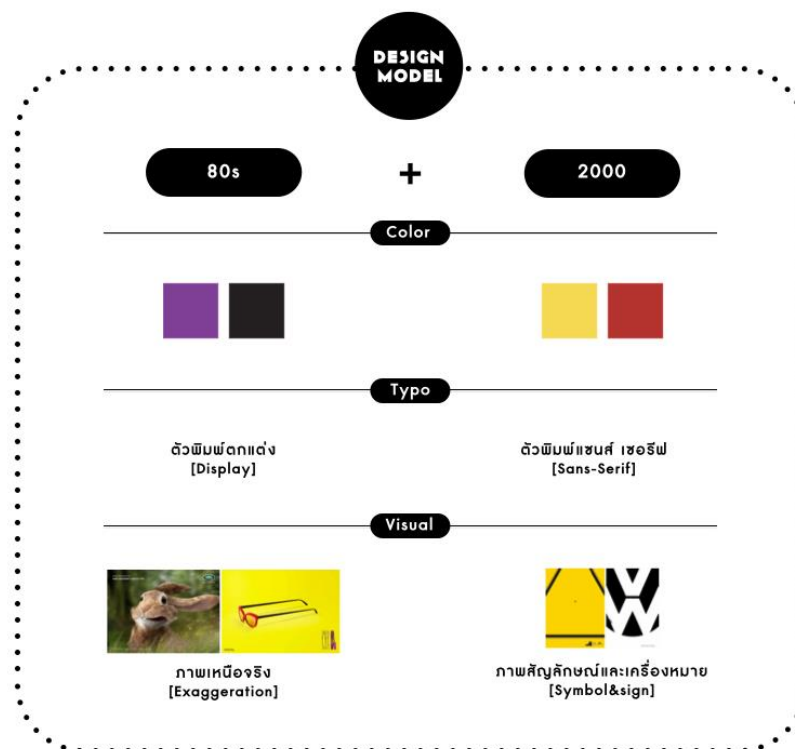 DESIGN
MODEL
80s
+
2000
Color
Typo
ตัวพิมพ์ตกแต่ง
[Display]
ตัวพิมพ์แซนส์ เซอรีฟ
[Sans-Serif]
Visual
ภาพเหนือจริง
[Exaggeration]
ภาพสัญลักษณ์และเครื่องหมาย
[Symbol&sign]